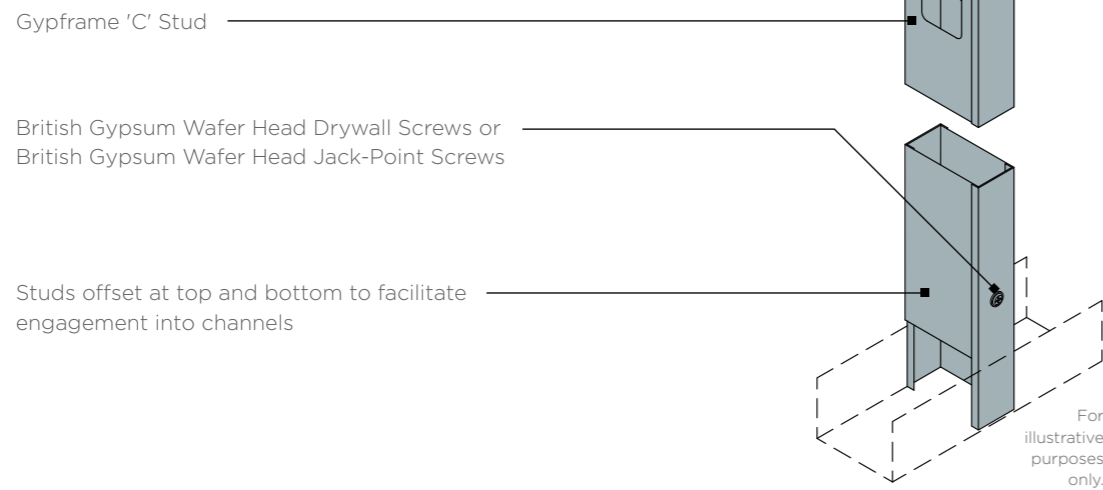 Gypframe 'C' Stud
British Gypsum Wafer Head Drywall Screws or
British Gypsum Wafer Head Jack-Point Screws
Studs offset at top and bottom to facilitate
engagement into channels
For
illustrative
purposes
only.